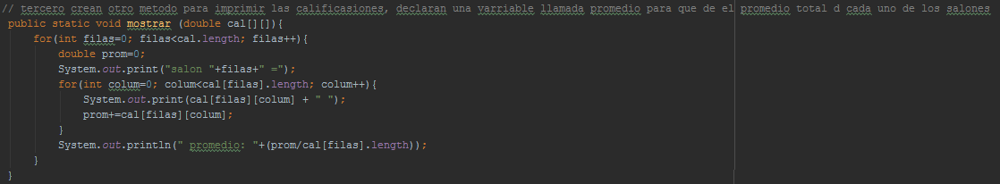 // tercero crean otro metodo para imprimir las calificasiones, declaran una varriable llamada promedio para que de el promedio total d cada uno de los salones
public static void mostrar (double cal[][]){
for(int filas=0; filas<cal.length; filas++){
double prom=0;
System.out.print("salon "+filas+" =");
for(int colum=0; colum<cal[filas].length; colum++){
System.out.print(cal[filas][colum] + " ");
prom+=cal[filas][colum];
}
System.out.println(" promedio: "+(prom/cal[filas].length));
}
}